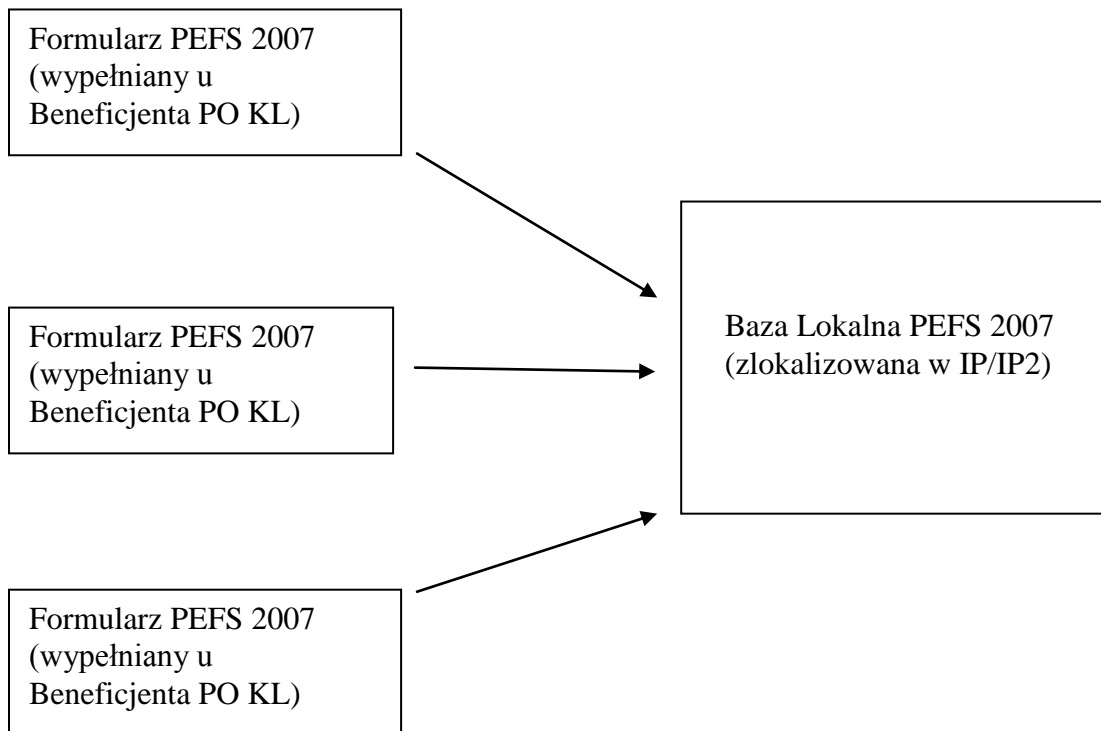 Formularz PEFS 2007
(wypełniany u
Beneficjenta PO KL)
Formularz PEFS 2007
(wypełniany u
Beneficjenta PO KL)
Formularz PEFS 2007
(wypełniany u
Beneficjenta PO KL)
Baza Lokalna PEFS 2007
(zlokalizowana w IP/IP2)